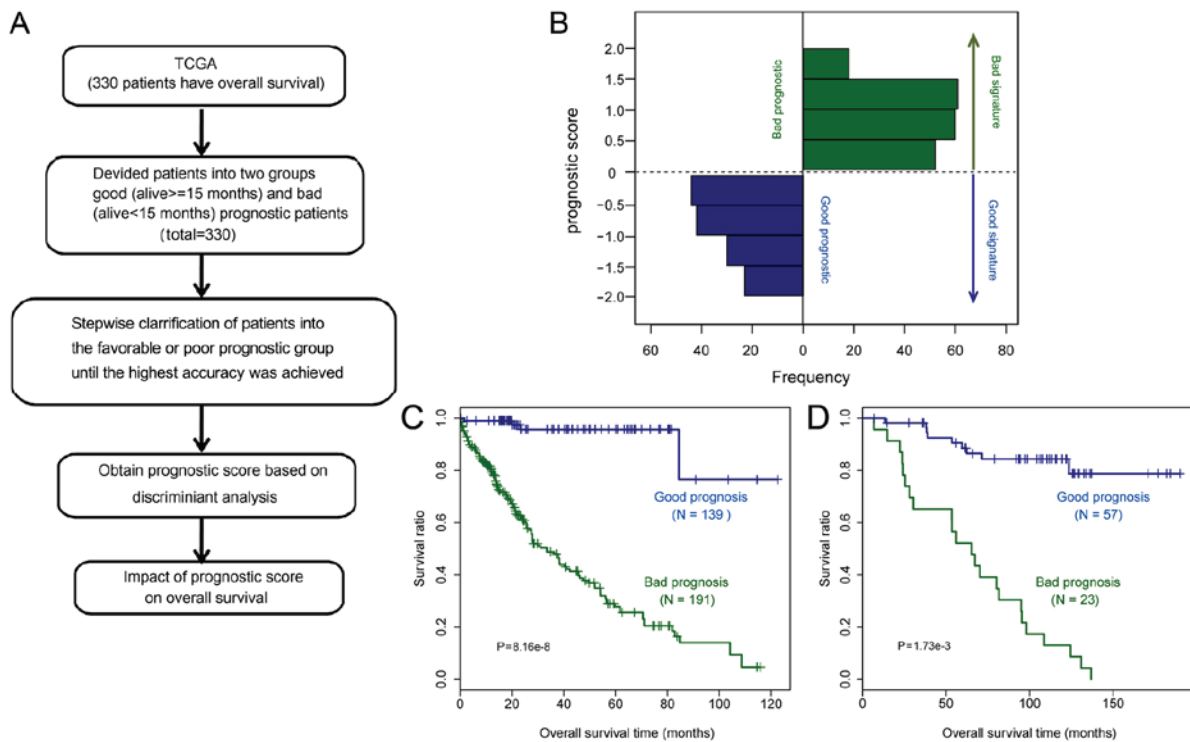 A
TCGA
(330 patients have overall survival)
Devided patients into two groups
good (alive>=15 months) and bad
(alive<15 months) prognostic patients
(total=330)
Stepwise clarrification of patients into
the favorable or poor prognostic group
until the highest accuracy was achieved
Obtain prognostic score based on
discriminiant analysis
Impact of prognostic score
on overall survival
B
prognostic score
2.0
1.5
1.0
0.5
0
−0.5
−1.0
−1.5
−2.0
Bad prognostic
Good prognostic
Bad signature
Good signature
60 40 20 0 20 40 60 80
Frequency
C
Survival ratio
1.0
0.8
0.6
0.4
0.2
0.0
Good prognosis
(N = 139 )
Bad prognosis
(N = 191)
P=8.16e-8
0 20 40 60 80 100 120
Overall survival time (months)
D
Survival ratio
1.0
0.8
0.6
0.4
0.2
0.0
Good prognosis
(N = 57)
Bad prognosis
(N = 23)
P=1.73e-3
0 50 100 150
Overall survival time (months)